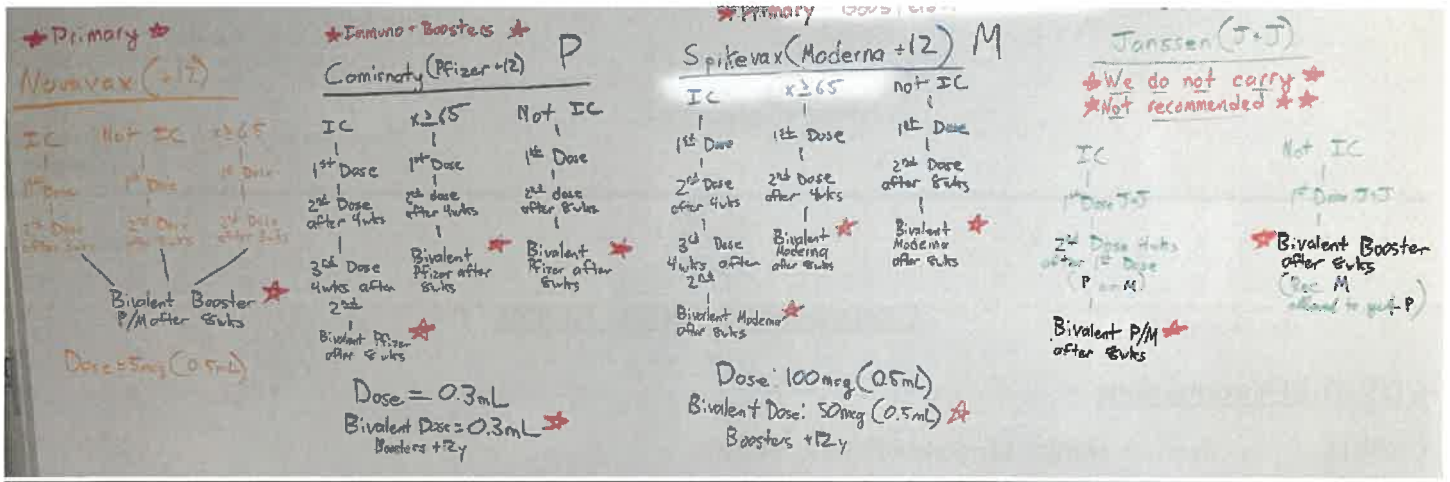 ★ Primary ★
Novavax (+12)
IC
1st Dose
2nd Dose
after 3wks
Not IC
1st Dose
2nd Dose
after 8wks
x≥65
1st Dose
2nd Dose
after 3wks
Bivalent Booster ★
P/M after 8wks
Dose = 5mcg (0.5mL)
★ Immuno + Boosters ★
Comirnaty (Pfizer +12) P
IC
1st Dose
2nd Dose
after 4wks
3rd Dose
4wks after
2nd
Bivalent Pfizer ★
after 8wks
x≥65
1st Dose
2nd dose
after 4wks
Bivalent ★
Pfizer after
8wks
Not IC
1st Dose
2nd dose
after 8wks
Bivalent ★
Pfizer after
8wks
Dose = 0.3mL
Bivalent Dose = 0.3mL ★
Boosters +12y
★ Primary
Spikevax (Moderna +12) M
IC
1st Dose
2nd Dose
after 4wks
3rd Dose
4wks after
2nd
Bivalent Moderna ★
after 8wks
x≥65
1st Dose
2nd Dose
after 4wks
Bivalent ★
Moderna
after 8wks
not IC
1st Dose
2nd Dose
after 8wks
Bivalent ★
Moderna
after 8wks
Dose: 100mcg (0.5mL)
Bivalent Dose: 50mcg (0.5mL) ★
Boosters +12y
Janssen (J+J)
★ We do not carry ★
★ Not recommended ★ ★
IC
1st Dose J+J
2nd Dose 4wks
after 1st Dose
(P or M)
Bivalent P/M ★
after 8wks
Not IC
1st Dose J+J
★ Bivalent Booster
after 8wks
(Rec M
allowed to P)